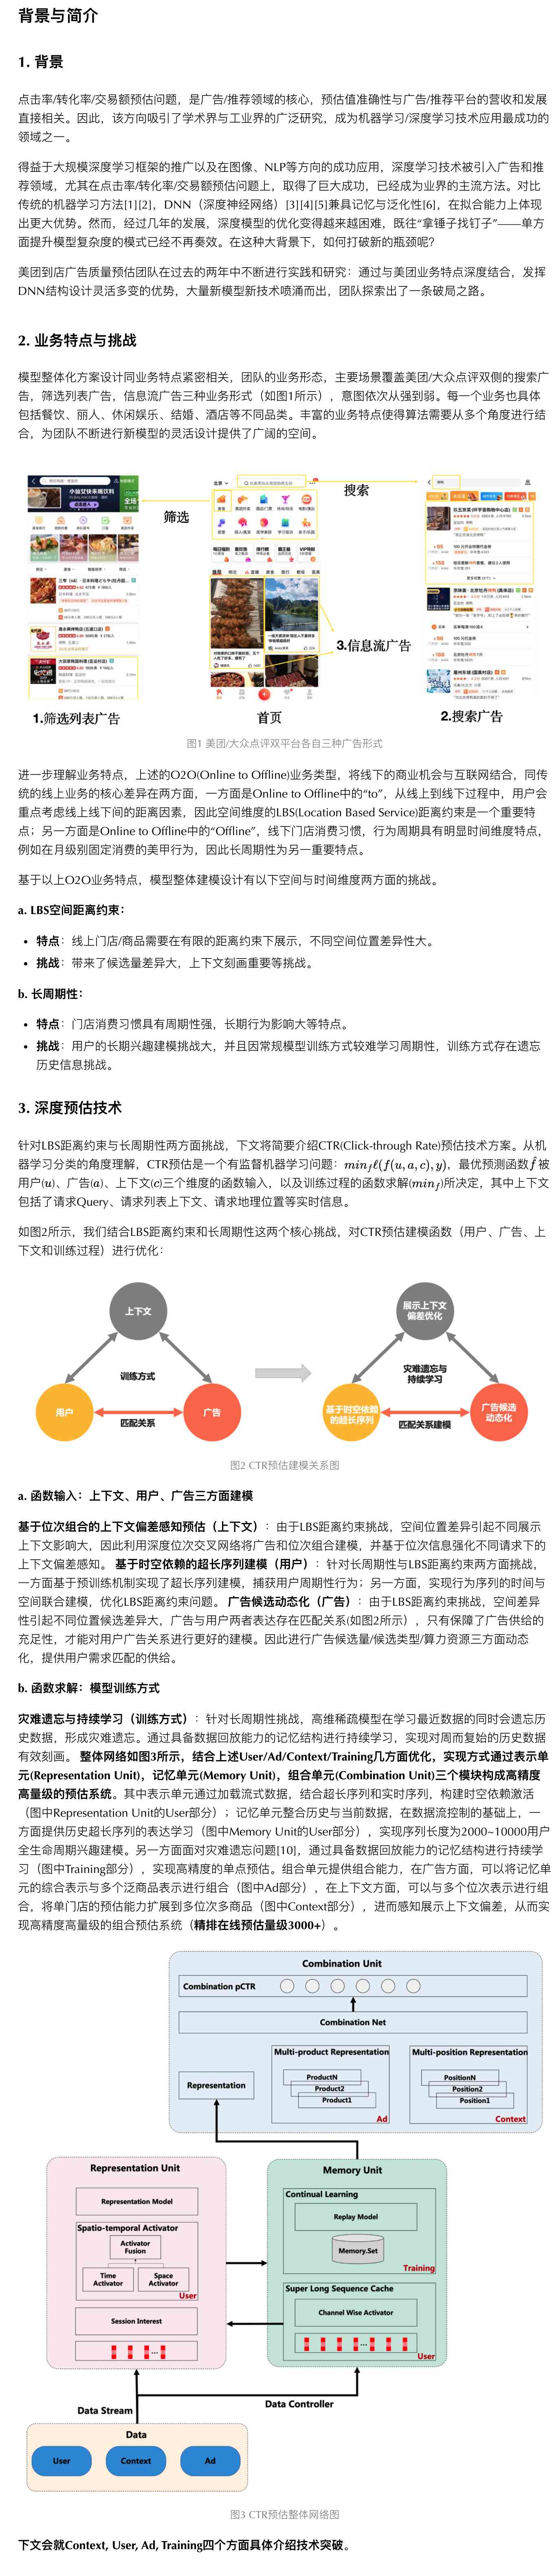 背景与简介
1. 背景
点击率/转化率/交易额预估问题，是广告/推荐领域的核心，预估值准确性与广告/推荐平台的营收和发展
直接相关。因此，该方向吸引了学术界与工业界的广泛研究，成为机器学习/深度学习技术应用最成功的
领域之一。
得益于大规模深度学习框架的推广以及在图像、NLP等方向的成功应用，深度学习技术被引入广告和推
荐领域，尤其在点击率/转化率/交易额预估问题上，取得了巨大成功，已经成为业界的主流方法。对比
传统的机器学习方法[1][2]，DNN（深度神经网络）[3][4][5]兼具记忆与泛化性[6]，在拟合能力上体现
出更大优势。然而，经过几年的发展，深度模型的优化变得越来越困难，既往“拿锤子找钉子”——单方
面提升模型复杂度的模式已经不再奏效。在这种大背景下，如何打破新的瓶颈呢？
美团到店广告质量预估团队在过去的两年中不断进行实践和研究：通过与美团业务特点深度结合，发挥
DNN结构设计灵活多变的优势，大量新模型新技术喷涌而出，团队探索出了一条破局之路。
2. 业务特点与挑战
模型整体化方案设计同业务特点紧密相关，团队的业务形态，主要场景覆盖美团/大众点评双侧的搜索广
告，筛选列表广告，信息流广告三种业务形式（如图1所示），意图依次从强到弱。每一个业务也具体
包括餐饮、丽人、休闲娱乐、结婚、酒店等不同品类。丰富的业务特点使得算法需要从多个角度进行结
合，为团队不断进行新模型的灵活设计提供了广阔的空间。
筛选
搜索
3.信息流广告
1.筛选列表广告
首页
2.搜索广告
图1 美团/大众点评双平台各自三种广告形式
进一步理解业务特点，上述的O2O(Online to Offline)业务类型，将线下的商业机会与互联网结合，同传
统的线上业务的核心差异在两方面，一方面是Online to Offline中的“to”，从线上到线下过程中，用户会
重点考虑线上线下间的距离因素，因此空间维度的LBS(Location Based Service)距离约束是一个重要特
点；另一方面是Online to Offline中的“Offline”，线下门店消费习惯，行为周期具有明显时间维度特点，
例如在月级别固定消费的美甲行为，因此长周期性为另一重要特点。
基于以上O2O业务特点，模型整体建模设计有以下空间与时间维度两方面的挑战。
a. LBS空间距离约束：
• 特点：线上门店/商品需要在有限的距离约束下展示，不同空间位置差异性大。
• 挑战：带来了候选量差异大，上下文刻画重要等挑战。
b. 长周期性：
• 特点：门店消费习惯具有周期性强，长期行为影响大等特点。
• 挑战：用户的长期兴趣建模挑战大，并且因常规模型训练方式较难学习周期性，训练方式存在遗忘
历史信息挑战。
3. 深度预估技术
针对LBS距离约束与长周期性两方面挑战，下文将简要介绍CTR(Click-through Rate)预估技术方案。从机
器学习分类的角度理解，CTR预估是一个有监督机器学习问题：min_f ℓ(f(u, a, c), y)，最优预测函数f̂ 被
用户(u)、广告(a)、上下文(c)三个维度的函数输入，以及训练过程的函数求解(min_f)所决定，其中上下文
包括了请求Query、请求列表上下文、请求地理位置等实时信息。
如图2所示，我们结合LBS距离约束和长周期性这两个核心挑战，对CTR预估建模函数（用户、广告、上
下文和训练过程）进行优化：
上下文
训练方式
用户
广告
匹配关系
展示上下文
偏差优化
灾难遗忘与
持续学习
基于时空依赖
的超长序列
广告候选
动态化
匹配关系建模
图2 CTR预估建模关系图
a. 函数输入：上下文、用户、广告三方面建模
基于位次组合的上下文偏差感知预估（上下文）：由于LBS距离约束挑战，空间位置差异引起不同展示
上下文影响大，因此利用深度位次交叉网络将广告和位次组合建模，并基于位次信息强化不同请求下的
上下文偏差感知。 基于时空依赖的超长序列建模（用户）：针对长周期性与LBS距离约束两方面挑战，
一方面基于预训练机制实现了超长序列建模，捕获用户周期性行为；另一方面，实现行为序列的时间与
空间联合建模，优化LBS距离约束问题。 广告候选动态化（广告）：由于LBS距离约束挑战，空间差异
性引起不同位置候选差异大，广告与用户两者表达存在匹配关系(如图2所示），只有保障了广告供给的
充足性，才能对用户广告关系进行更好的建模。因此进行广告候选量/候选类型/算力资源三方面动态
化，提供用户需求匹配的供给。
b. 函数求解：模型训练方式
灾难遗忘与持续学习（训练方式）：针对长周期性挑战，高维稀疏模型在学习最近数据的同时会遗忘历
史数据，形成灾难遗忘。通过具备数据回放能力的记忆结构进行持续学习，实现对周而复始的历史数据
有效刻画。 整体网络如图3所示，结合上述User/Ad/Context/Training几方面优化，实现方式通过表示单
元(Representation Unit)，记忆单元(Memory Unit)，组合单元(Combination Unit)三个模块构成高精度
高量级的预估系统。其中表示单元通过加载流式数据，结合超长序列和实时序列，构建时空依赖激活
（图中Representation Unit的User部分）；记忆单元整合历史与当前数据，在数据流控制的基础上，一
方面提供历史超长序列的表达学习（图中Memory Unit的User部分），实现序列长度为2000~10000用户
全生命周期兴趣建模。另一方面面对灾难遗忘问题[10]，通过具备数据回放能力的记忆结构进行持续学
习（图中Training部分），实现高精度的单点预估。组合单元提供组合能力，在广告方面，可以将记忆单
元的综合表示与多个泛商品表示进行组合（图中Ad部分），在上下文方面，可以与多个位次表示进行组
合，将单门店的预估能力扩展到多位次多商品（图中Context部分），进而感知展示上下文偏差，从而实
现高精度高量级的组合预估系统（精排在线预估量级3000+）。
Combination Unit
Combination pCTR
Combination Net
Representation
Multi-product Representation
ProductN
Product2
Product1
Ad
Multi-position Representation
PositionN
Position2
Position1
Context
Representation Unit
Representation Model
Spatio-temporal Activator
Activator
Fusion
Time
Activator
Space
Activator
User
Session Interest
...
Memory Unit
Continual Learning
Replay Model
Memory.Set
Training
Super Long Sequence Cache
Channel Wise Activator
...
User
Data Stream
Data Controller
Data
User
Context
Ad
图3 CTR预估整体网络图
下文会就Context, User, Ad, Training四个方面具体介绍技术突破。